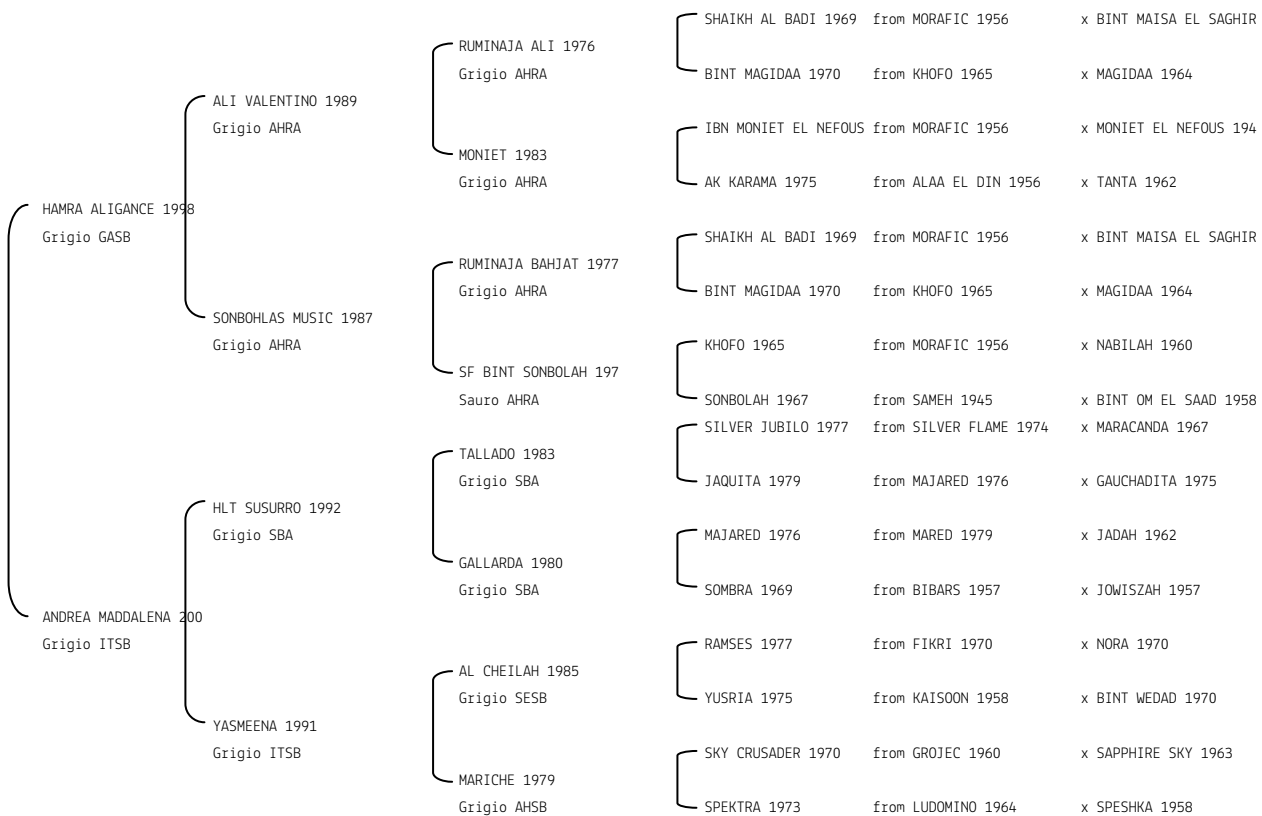 SHAIKH AL BADI 1969 from MORAFIC 1956 x BINT MAISA EL SAGHIR
RUMINAJA ALI 1976
Grigio AHRA
BINT MAGIDAA 1970 from KHOFO 1965 x MAGIDAA 1964
ALI VALENTINO 1989
Grigio AHRA
IBN MONIET EL NEFOUS from MORAFIC 1956 x MONIET EL NEFOUS 194
MONIET 1983
Grigio AHRA
AK KARAMA 1975 from ALAA EL DIN 1956 x TANTA 1962
HAMRA ALIGANCE 1998
Grigio GASB
SHAIKH AL BADI 1969 from MORAFIC 1956 x BINT MAISA EL SAGHIR
RUMINAJA BAHJAT 1977
Grigio AHRA
BINT MAGIDAA 1970 from KHOFO 1965 x MAGIDAA 1964
SONBOHLAS MUSIC 1987
Grigio AHRA
KHOFO 1965 from MORAFIC 1956 x NABILAH 1960
SF BINT SONBOLAH 197
Sauro AHRA
SONBOLAH 1967 from SAMEH 1945 x BINT OM EL SAAD 1958
SILVER JUBILO 1977 from SILVER FLAME 1974 x MARACANDA 1967
TALLADO 1983
Grigio SBA
JAQUITA 1979 from MAJARED 1976 x GAUCHADITA 1975
HLT SUSURRO 1992
Grigio SBA
MAJARED 1976 from MARED 1979 x JADAH 1962
GALLARDA 1980
Grigio SBA
SOMBRA 1969 from BIBARS 1957 x JOWISZAH 1957
ANDREA MADDALENA 200
Grigio ITSB
RAMSES 1977 from FIKRI 1970 x NORA 1970
AL CHEILAH 1985
Grigio SESB
YUSRIA 1975 from KAISOON 1958 x BINT WEDAD 1970
YASMEENA 1991
Grigio ITSB
SKY CRUSADER 1970 from GROJEC 1960 x SAPPHIRE SKY 1963
MARICHE 1979
Grigio AHSB
SPEKTRA 1973 from LUDOMINO 1964 x SPESHKA 1958